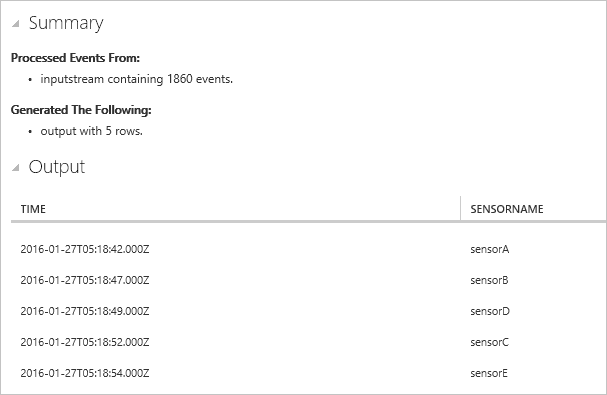 Summary
Processed Events From:
• inputstream containing 1860 events.
Generated The Following:
• output with 5 rows.
Output
TIME SENSORNAME
2016-01-27T05:18:42.000Z sensorA
2016-01-27T05:18:47.000Z sensorB
2016-01-27T05:18:49.000Z sensorD
2016-01-27T05:18:52.000Z sensorC
2016-01-27T05:18:54.000Z sensorE